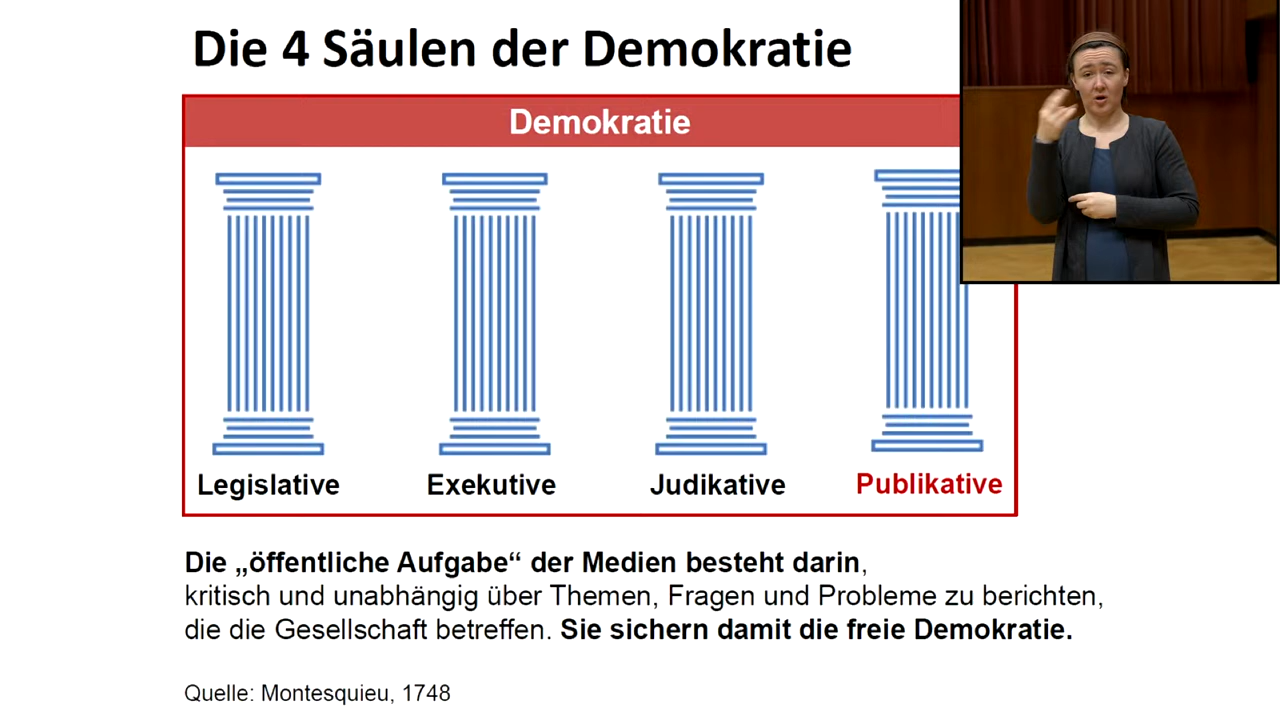 Die 4 Säulen der Demokratie
Demokratie
Legislative
Exekutive
Judikative
Publikative
Die „öffentliche Aufgabe“ der Medien besteht darin,
kritisch und unabhängig über Themen, Fragen und Probleme zu berichten,
die die Gesellschaft betreffen. Sie sichern damit die freie Demokratie.
Quelle: Montesquieu, 1748